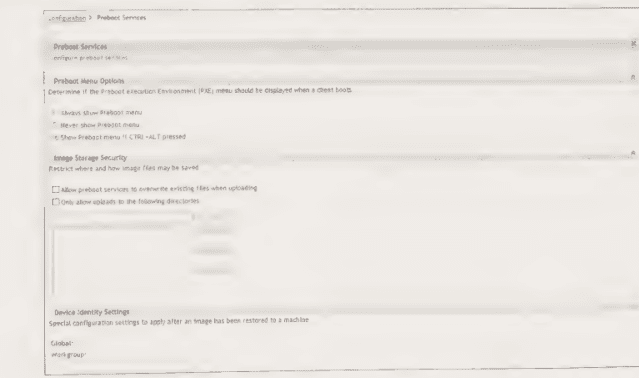 Configuration > Preboot Services
Preboot Services
Configure preboot services
Preboot Menu Options
Determine if the Preboot eXecution Environment (PXE) menu should be displayed when a client boots.
Always show Preboot menu
Never show Preboot menu
Show Preboot menu if CTRL+ALT pressed
Image Storage Security
Restrict where and how image files may be saved
Allow preboot services to overwrite existing files when uploading
Only allow uploads to the following directories
Device Identity Settings
Special configuration settings to apply after an image has been restored to a machine
Global:
Workgroup: